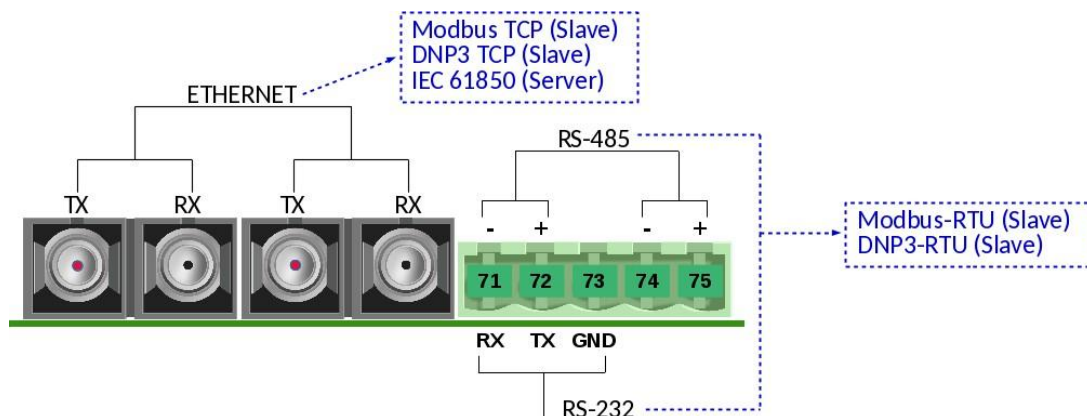 Modbus TCP (Slave)
DNP3 TCP (Slave)
IEC 61850 (Server)
ETHERNET
RS-485
TX RX TX RX
- + - +
Modbus-RTU (Slave)
DNP3-RTU (Slave)
71 72 73 74 75
RX TX GND
RS-232